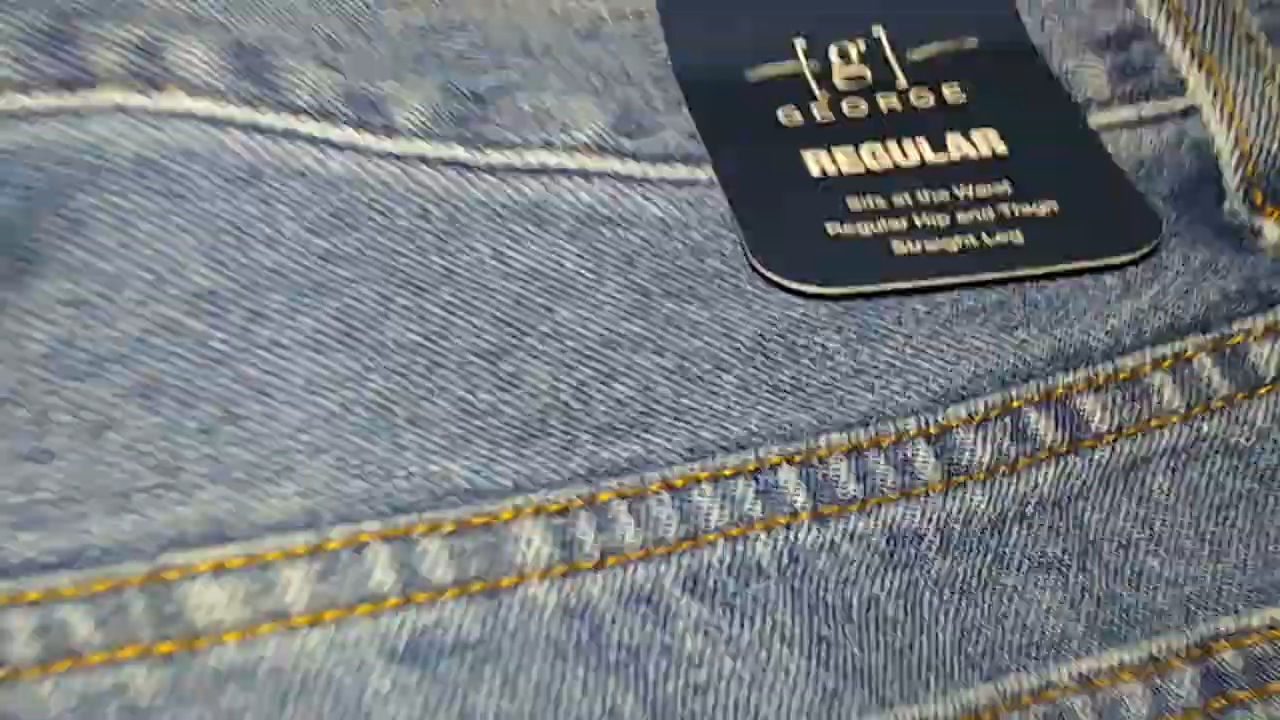 [g]
GEORGE
REGULAR
Sits at the Waist
Regular Hip and Thigh
Straight Leg